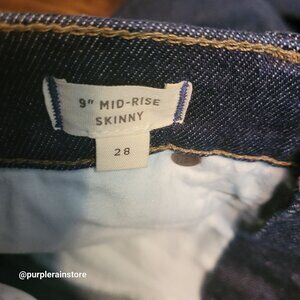 9" MID-RISE
SKINNY
28
@purplerainstore